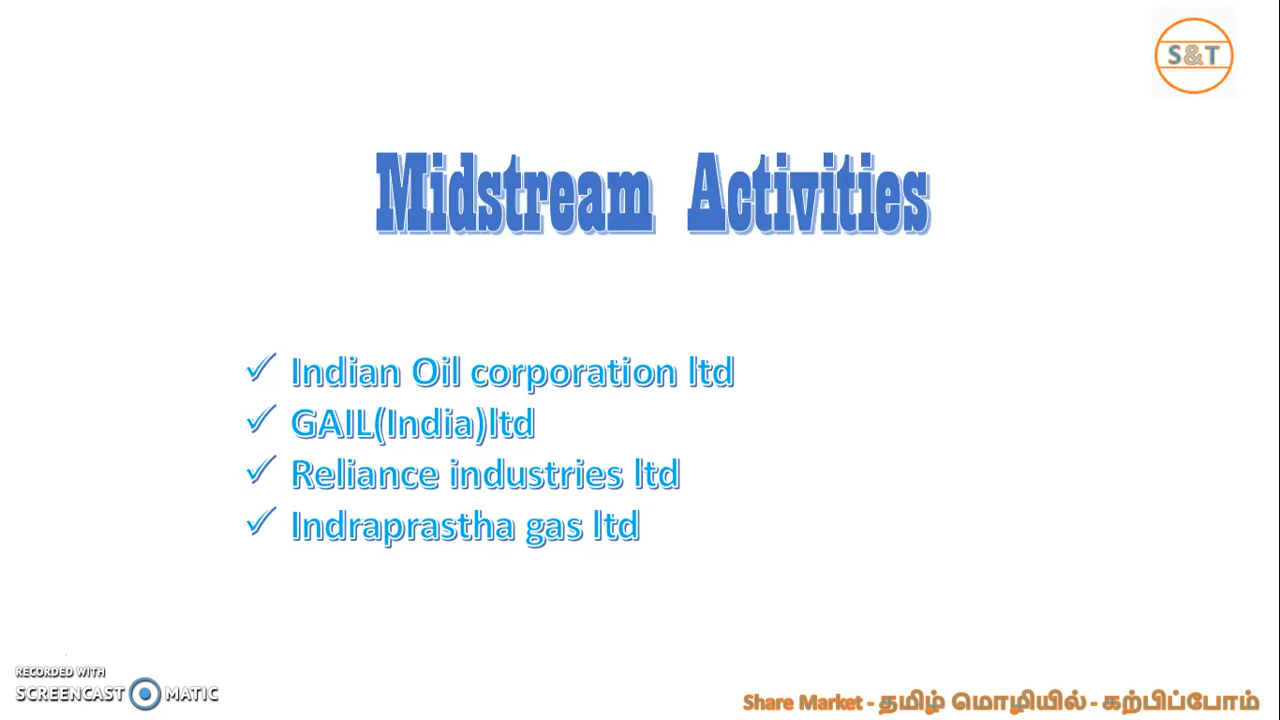 S&T
Midstream Activities
✓ Indian Oil corporation ltd
✓ GAIL(India)ltd
✓ Reliance industries ltd
✓ Indraprastha gas ltd
RECORDED WITH
SCREENCAST MATIC
Share Market - தமிழ் மொழியில் - கற்பிப்போம்